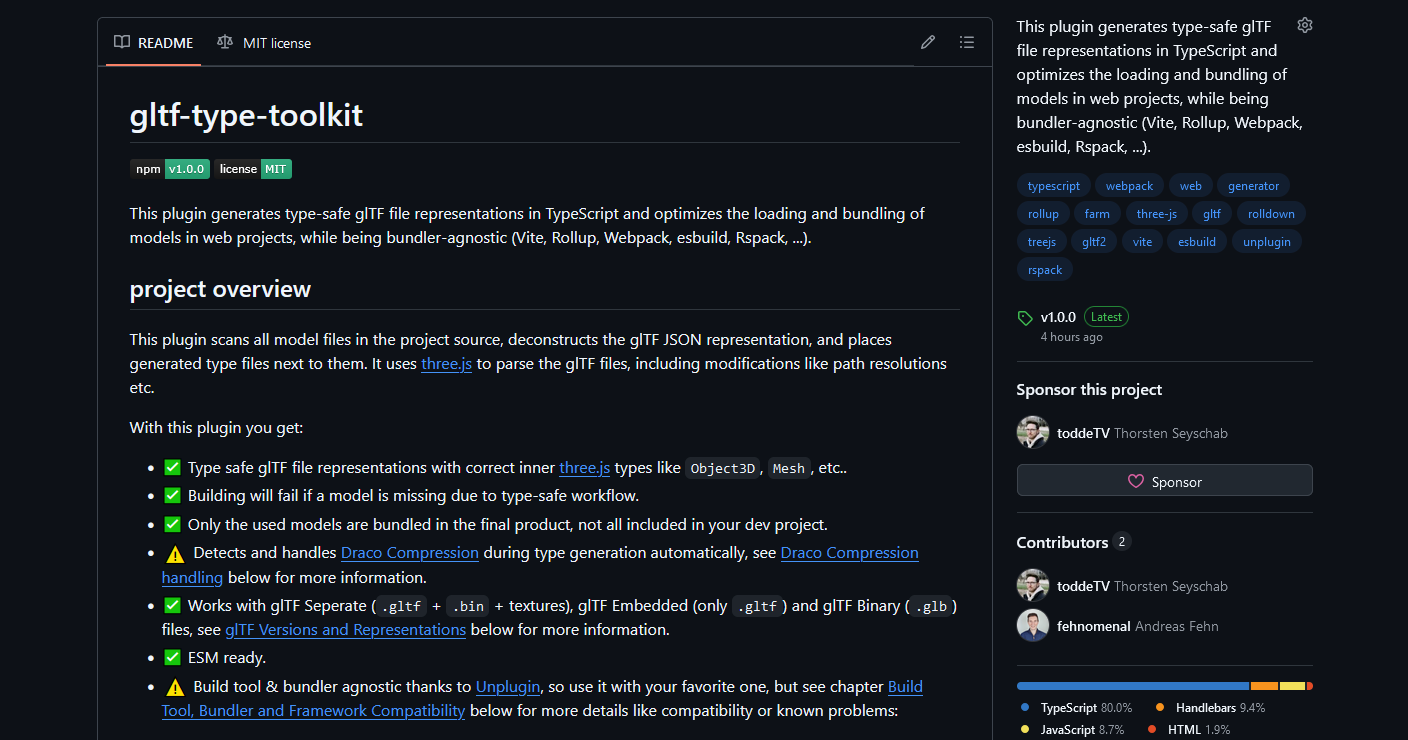 README
MIT license
gltf-type-toolkit
npm v1.0.0 license MIT
This plugin generates type-safe glTF file representations in TypeScript and optimizes the loading and bundling of
models in web projects, while being bundler-agnostic (Vite, Rollup, Webpack, esbuild, Rspack, ...).
project overview
This plugin scans all model files in the project source, deconstructs the glTF JSON representation, and places
generated type files next to them. It uses three.js to parse the glTF files, including modifications like path resolutions
etc.
With this plugin you get:
• ✅ Type safe glTF file representations with correct inner three.js types like Object3D, Mesh, etc..
• ✅ Building will fail if a model is missing due to type-safe workflow.
• ✅ Only the used models are bundled in the final product, not all included in your dev project.
• ⚠️ Detects and handles Draco Compression during type generation automatically, see Draco Compression
handling below for more information.
• ✅ Works with glTF Seperate (.gltf + .bin + textures), glTF Embedded (only .gltf) and glTF Binary (.glb)
files, see glTF Versions and Representations below for more information.
• ✅ ESM ready.
• ⚠️ Build tool & bundler agnostic thanks to Unplugin, so use it with your favorite one, but see chapter Build
Tool, Bundler and Framework Compatibility below for more details like compatibility or known problems:
This plugin generates type-safe glTF
file representations in TypeScript and
optimizes the loading and bundling of
models in web projects, while being
bundler-agnostic (Vite, Rollup, Webpack,
esbuild, Rspack, ...).
typescript webpack web generator
rollup farm three-js gltf rolldown
treejs gltf2 vite esbuild unplugin
rspack
v1.0.0 Latest
4 hours ago
Sponsor this project
toddeTV Thorsten Seyschab
Sponsor
Contributors 2
toddeTV Thorsten Seyschab
fehnomenal Andreas Fehn
TypeScript 80.0% Handlebars 9.4%
JavaScript 8.7% HTML 1.9%